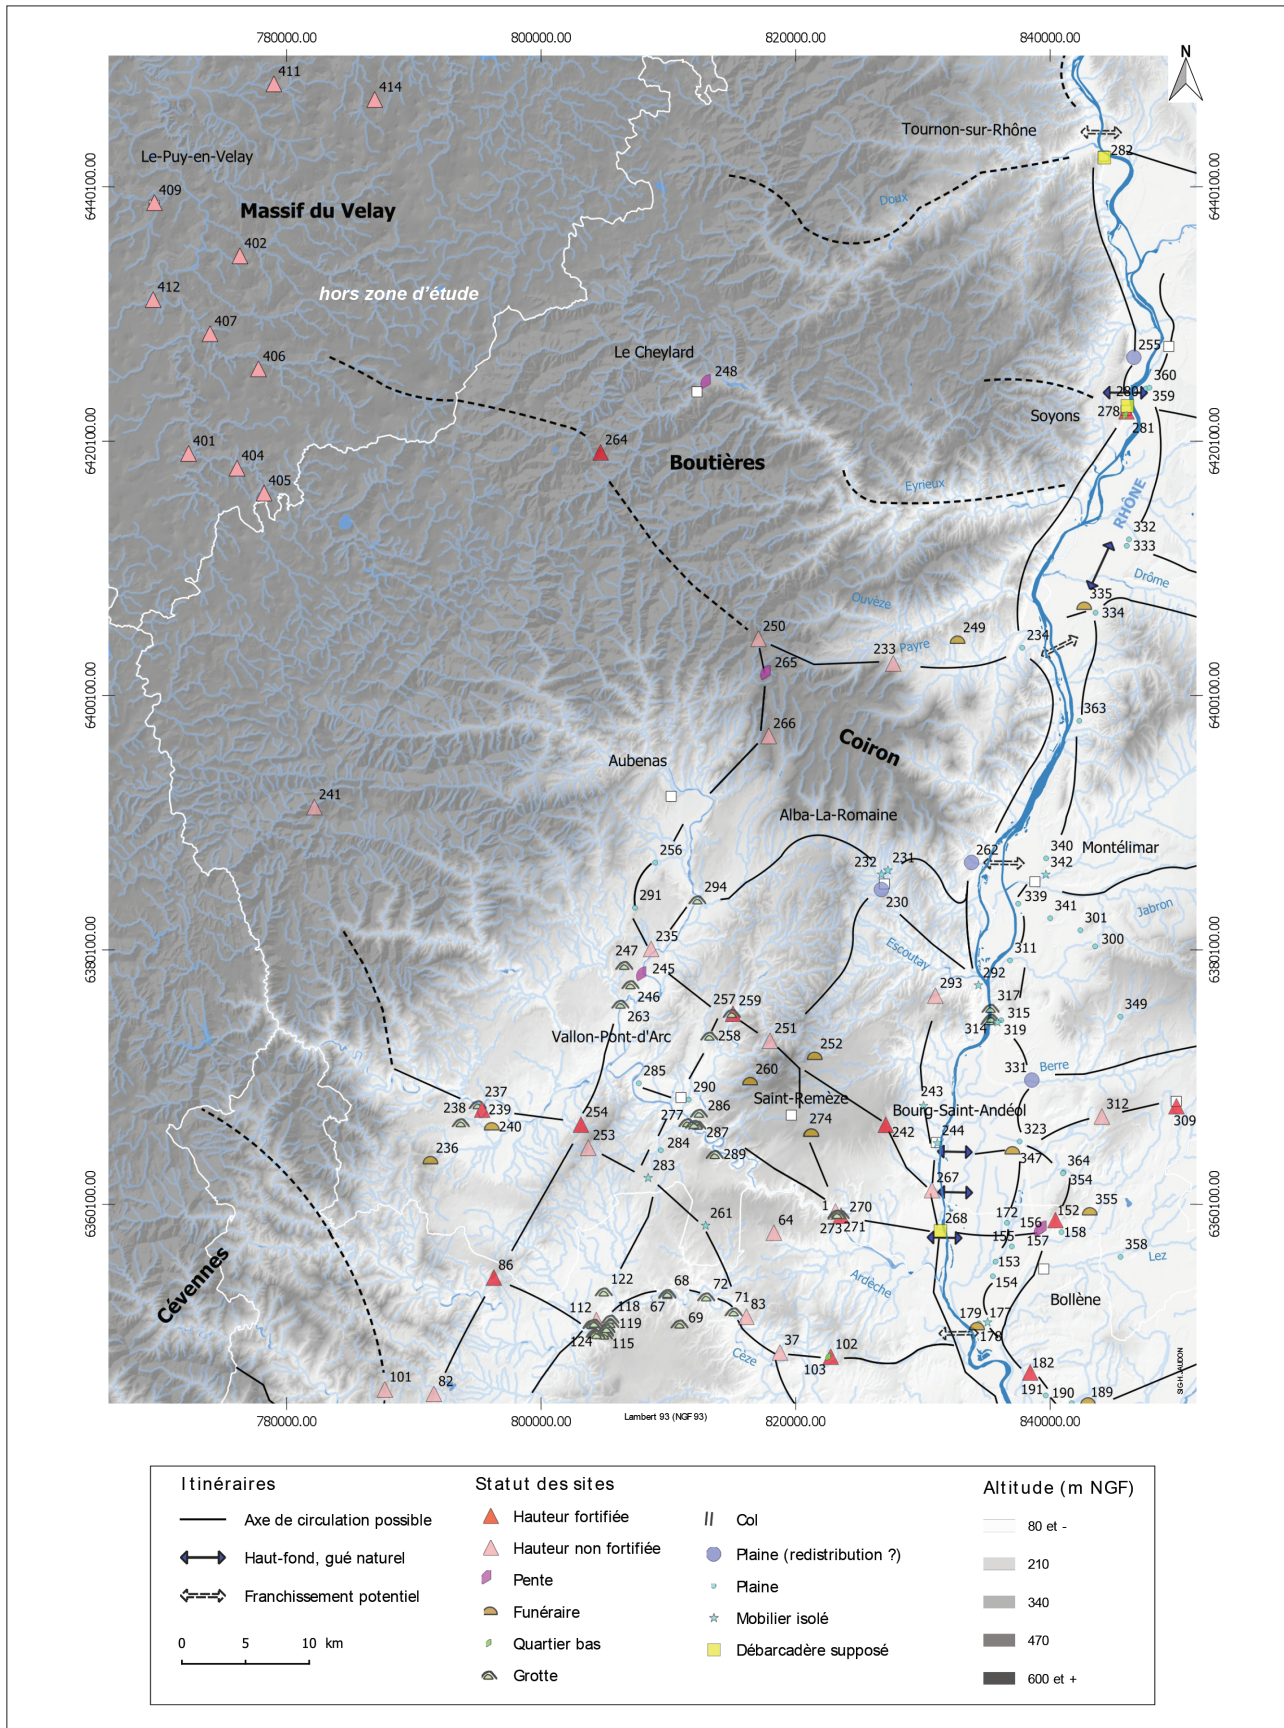 780000.00 800000.00 820000.00 840000.00
N
411
414
Tournon-sur-Rhône
282
Le-Puy-en-Velay
6440100.00 6440100.00
409
Doux
Massif du Velay
402
hors zone d'étude
412
407
255
Le Cheylard
406
248
360
280
359
Soyons
278
281
6420100.00 6420100.00
401
264
404
Boutières
405
Eyrieux
RHÔNE
332
333
Drôme
335
Ouvèze
334
250
249
234
233
Payre
265
6400100.00 6400100.00
363
266
Coiron
Aubenas
241
Alba-La-Romaine
256
232
231
262
340
Montélimar
342
294
230
339
291
341
Jabron
301
235
300
6380100.00 6380100.00
247
Escoutay
311
245
292
246
293
317
263
257
259
315
349
314
319
Vallon-Pont-d'Arc
258
251
252
331
Berre
285
260
237
290
Saint-Remèze
243
Bourg-Saint-Andéol
238
239
254
277
286
274
312
240
287
242
309
253
284
244
323
236
289
347
283
364
267
354
6360100.00 6360100.00
1
270
261
273
271
268
172
156
152
355
64
155
157
158
358
Lez
153
86
Ardèche
154
122
68
72
Cévennes
67
71
Bollène
112
118
69
83
179
177
119
178
124
115
37
102
Cèze
103
182
101
82
191
190
189
SIG H. JAUDON
780000.00 800000.00 820000.00 840000.00
Lambert 93 (NGF 93)
Itinéraires
Axe de circulation possible
Haut-fond, gué naturel
Franchissement potentiel
0 5 10 km
Statut des sites
Hauteur fortifiée
Hauteur non fortifiée
Pente
Funéraire
Quartier bas
Grotte
Col
Plaine (redistribution ?)
Plaine
Mobilier isolé
Débarcadère supposé
Altitude (m NGF)
80 et -
210
340
470
600 et +